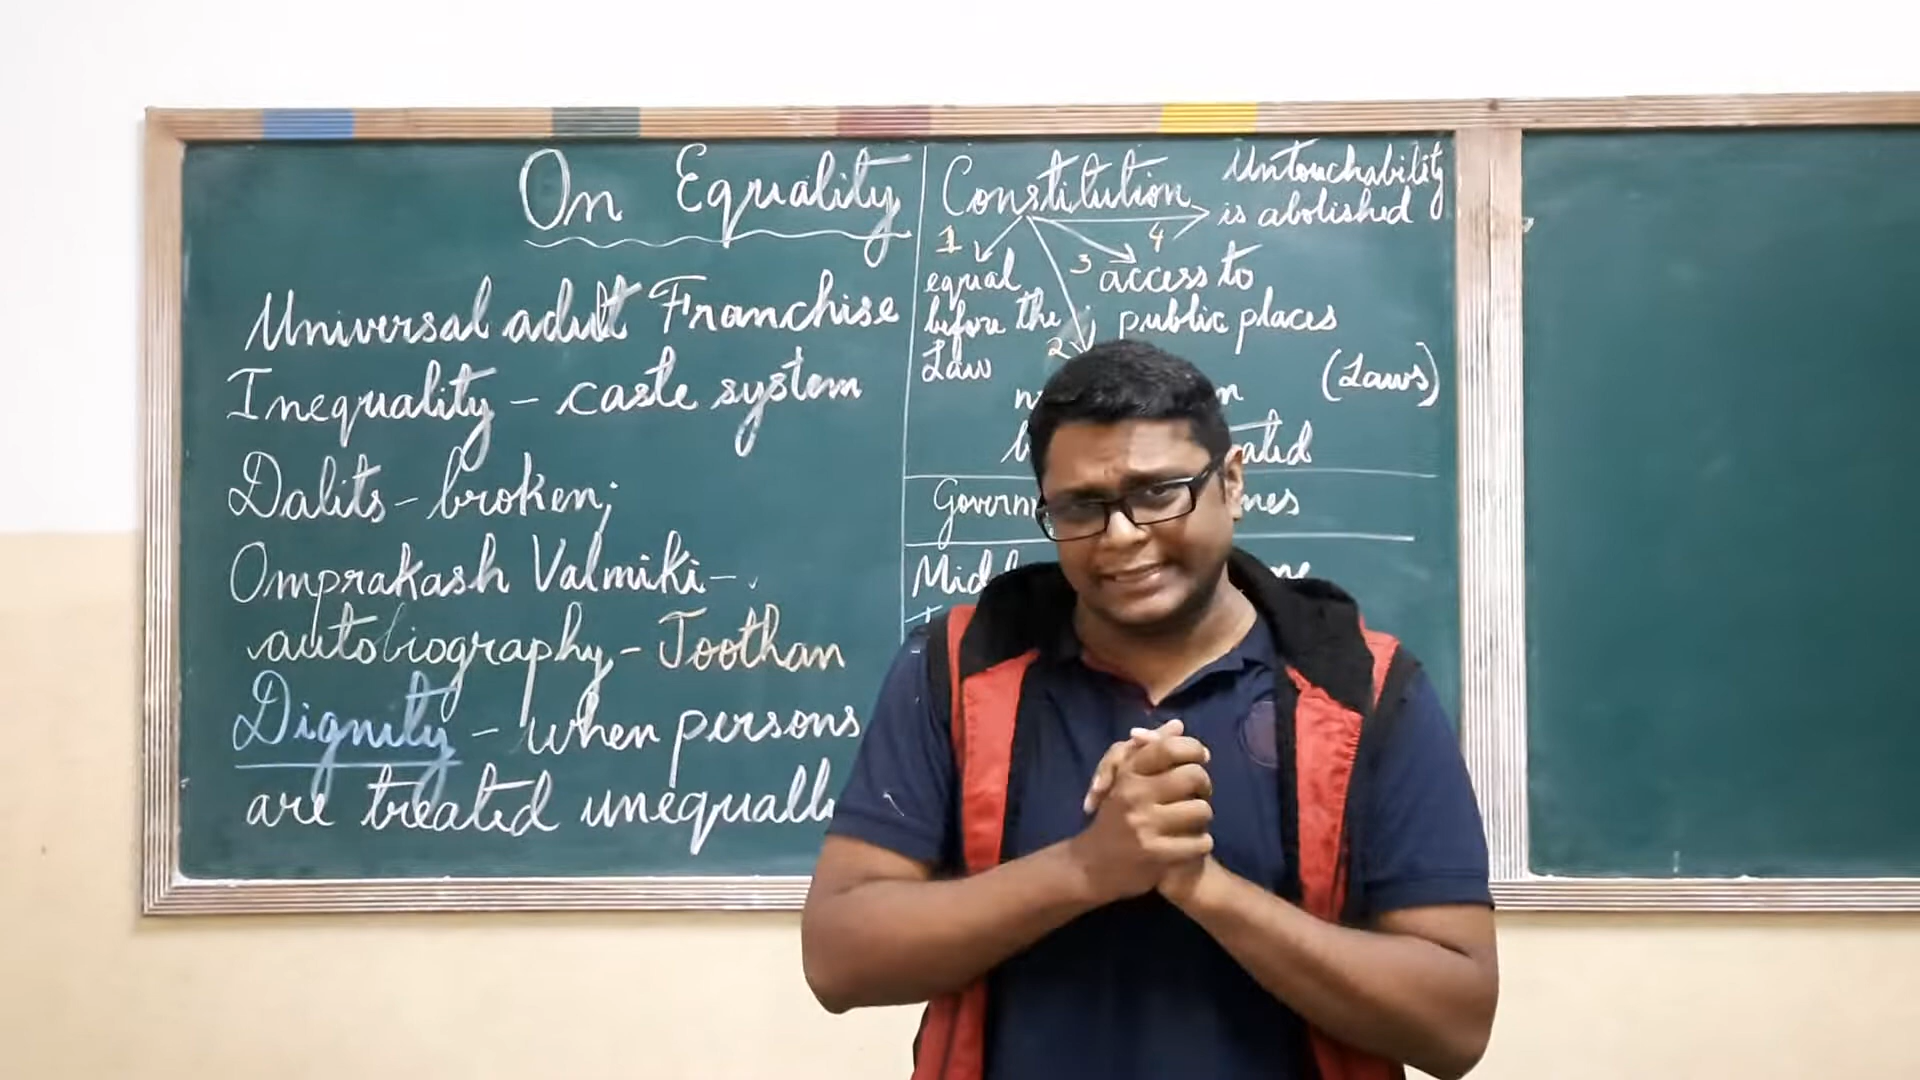 On Equality
Universal adult Franchise
Inequality - caste system
Dalits - broken;
Omprakash Valmiki -
autobiography - Joothan
Dignity - when persons
are treated unequall
Constitution
Untouchability
is abolished
1
equal
before the
Law
2
3 access to
public places
4
(Laws)